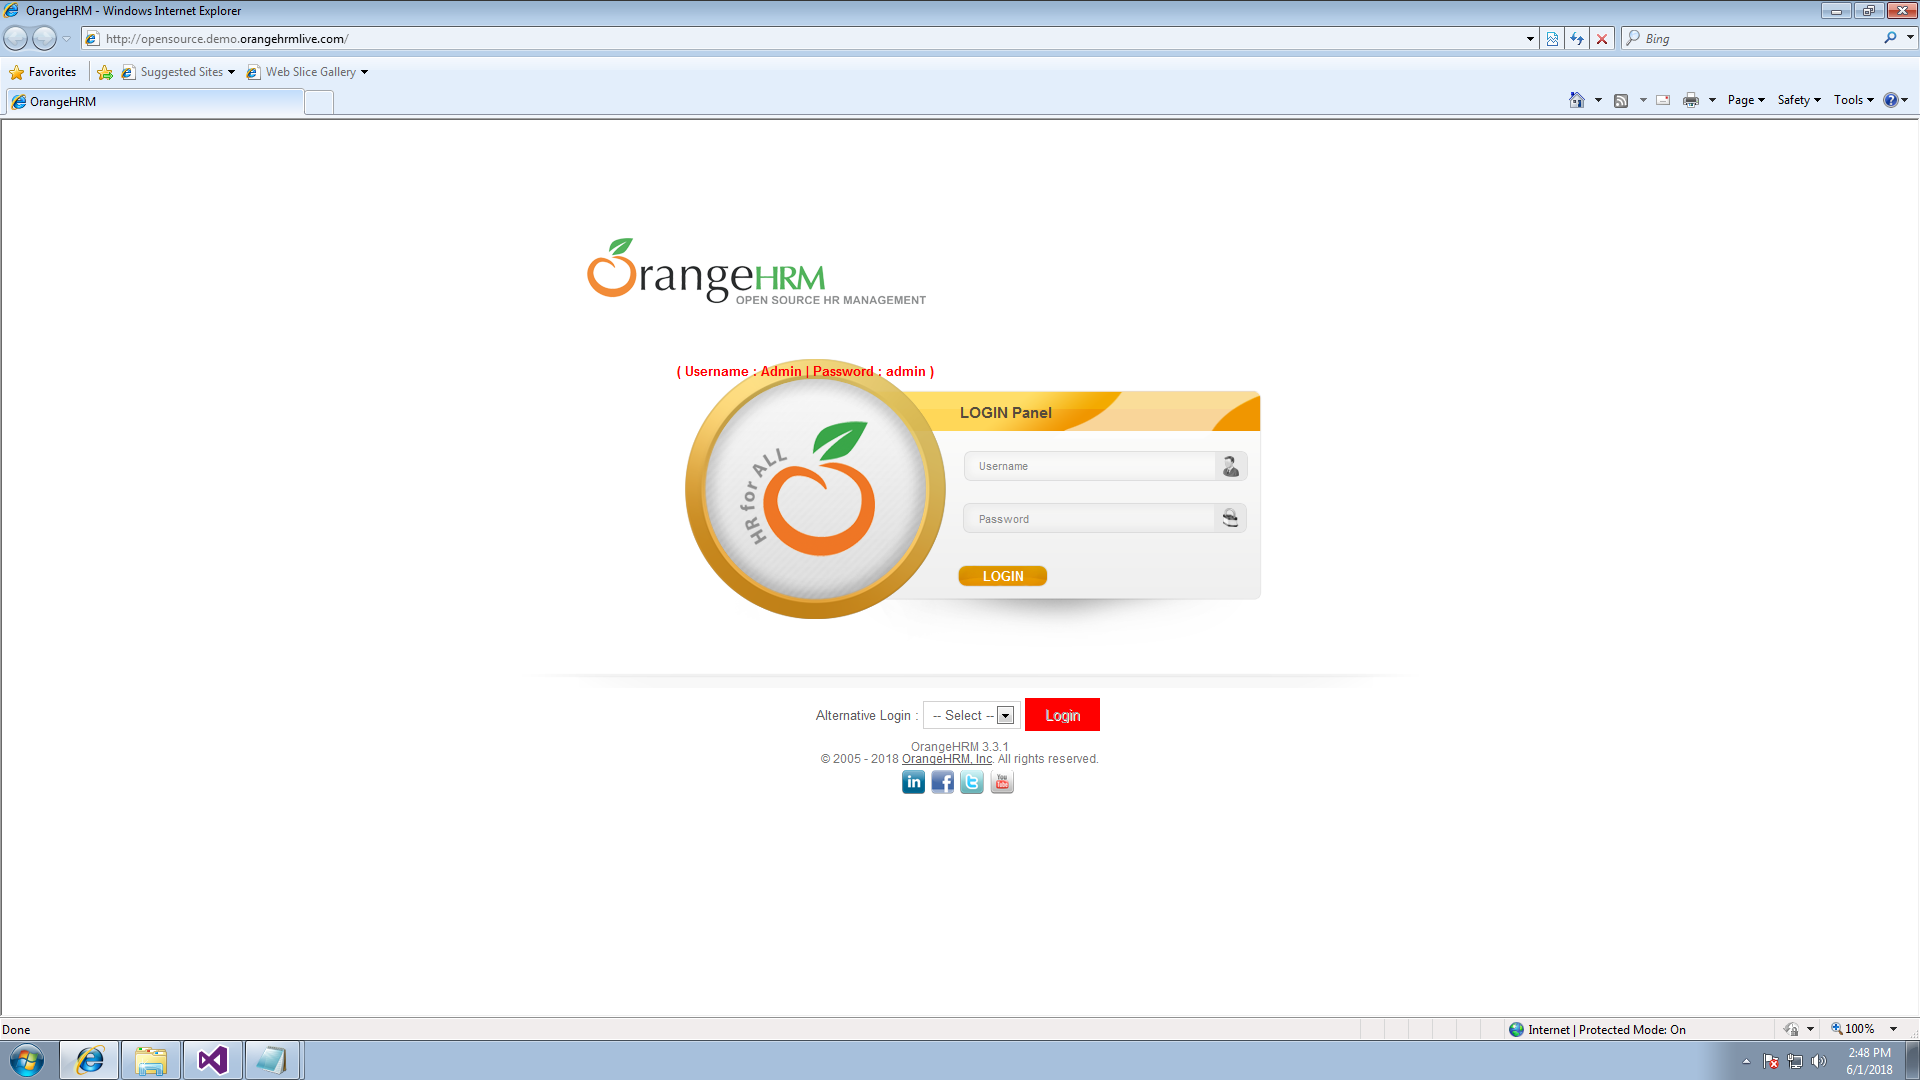 OrangeHRM - Windows Internet Explorer
http://opensource.demo.orangehrmlive.com/
Bing
Favorites
Suggested Sites
Web Slice Gallery
OrangeHRM
Page
Safety
Tools
OrangeHRM
OPEN SOURCE HR MANAGEMENT
( Username : Admin | Password : admin )
HR for ALL
LOGIN Panel
Username
Password
LOGIN
Alternative Login :
-- Select --
Login
OrangeHRM 3.3.1
© 2005 - 2018 OrangeHRM, Inc. All rights reserved.
in
f
t
You Tube
Done
Internet | Protected Mode: On
100%
2:48 PM
6/1/2018